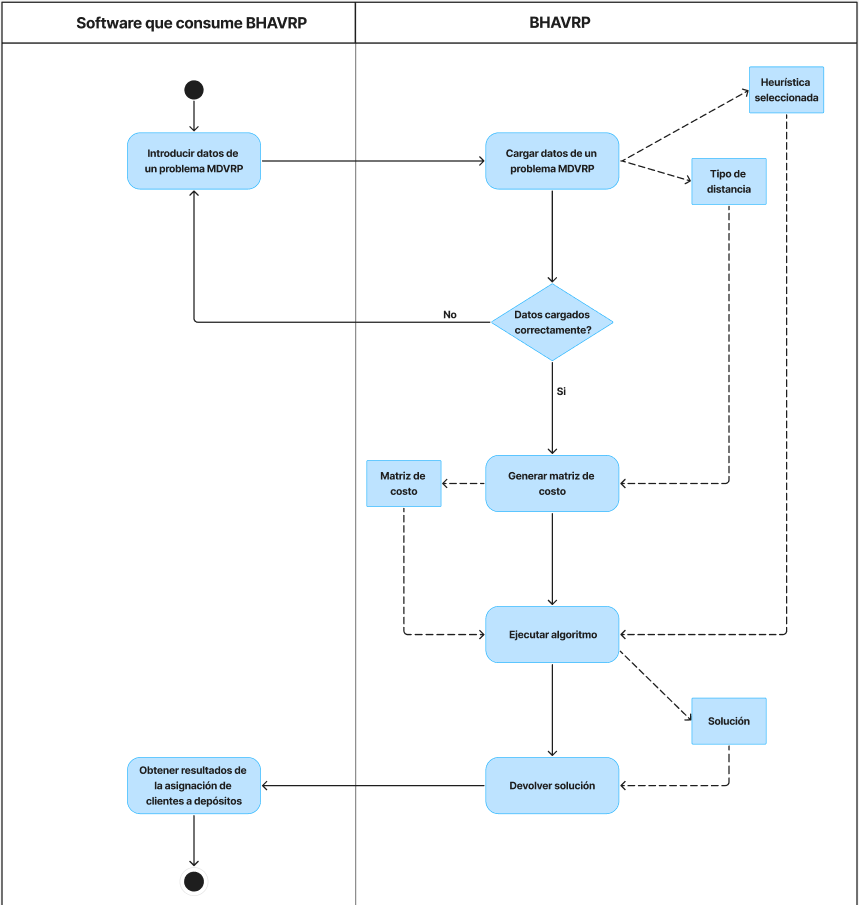 Software que consume BHAVRP
BHAVRP
Heurística
seleccionada
Introducir datos de
un problema MDVRP
Cargar datos de un
problema MDVRP
Tipo de
distancia
Datos cargados
correctamente?
No
Si
Matriz de
costo
Generar matriz de
costo
Ejecutar algoritmo
Solución
Obtener resultados de
la asignación de
clientes a depósitos
Devolver solución